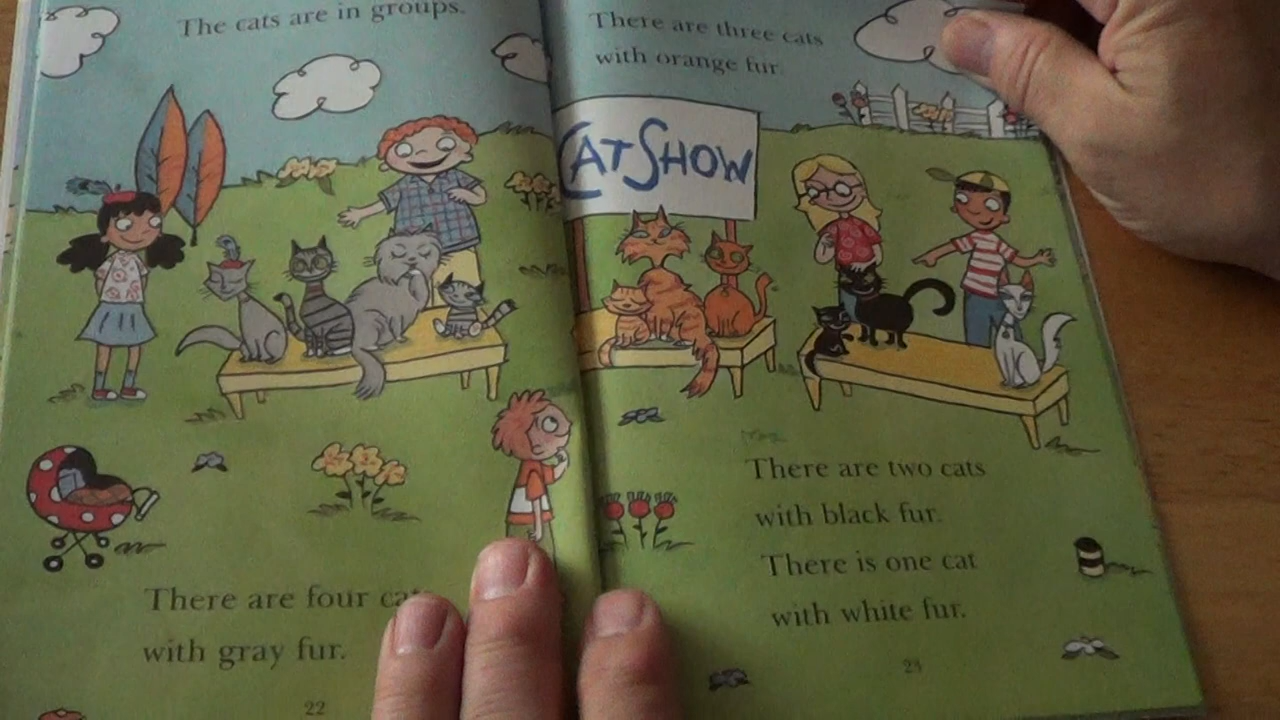 The cats are in groups.
There are four
with gray fur.
22
There are three cats
with orange fur.
CAT SHOW
There are two cats
with black fur.
There is one cat
with white fur.
23